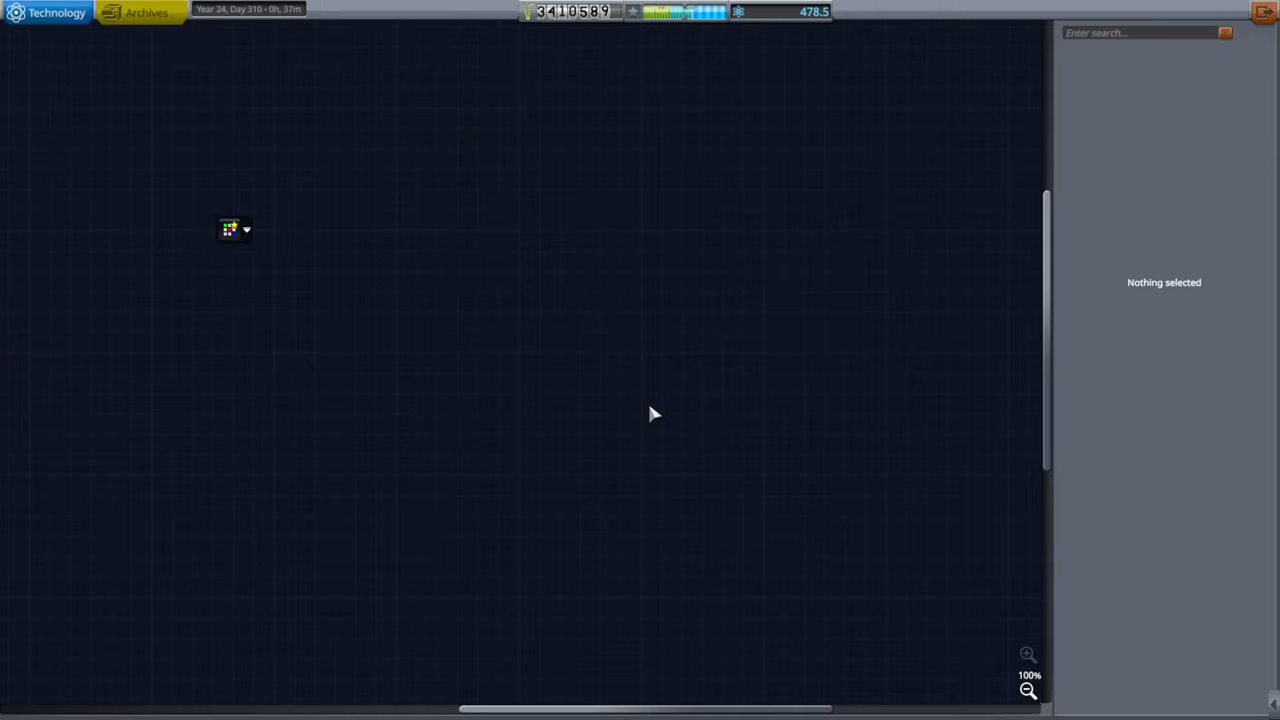 Technology
Archives
Year 24, Day 310 - 0h, 37m
3410589
478.5
Enter search...
Nothing selected
100%